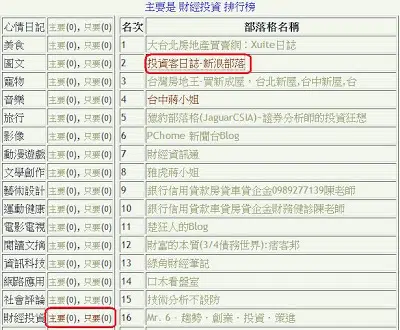 主要是 財經投資 排行榜
心情日記 主要(0), 只要(0)
美食 主要(0), 只要(0)
圖文 主要(0), 只要(0)
寵物 主要(0), 只要(0)
音樂 主要(0), 只要(0)
旅行 主要(0), 只要(0)
影像 主要(0), 只要(0)
動漫遊戲 主要(0), 只要(0)
文學創作 主要(0), 只要(0)
藝術設計 主要(0), 只要(0)
運動健康 主要(0), 只要(0)
電影電視 主要(0), 只要(0)
閱讀文摘 主要(0), 只要(0)
資訊科技 主要(0), 只要(0)
網路應用 主要(0), 只要(0)
社會評論 主要(0), 只要(0)
財經投資 主要(0), 只要(0)
名次 部落格名稱
1 大台北房地產買賣網：Xuite日誌
2 投資客日誌-新浪部落
3 台灣房地王-買新成屋，台北新屋,台中新屋,台
4 台中蔣小姐
5 獵豹部落格(JaguarCSIA)-證券分析師的投資狂想
6 PChome 新聞台Blog
7 財經資訊通
8 雅虎蔣小姐
9 銀行信用貸款房貸車貸企金0989277139陳老師
10 銀行信用貸款車貸房貸企金財務健診陳老師
11 楚狂人的Blog
12 財富的本質(3/4債務世界):痞客邦
13 綠角財經筆記
14 口木看盤室
15 技術分析不設防
16 Mr. 6 - 趨勢，創業，投資，策進